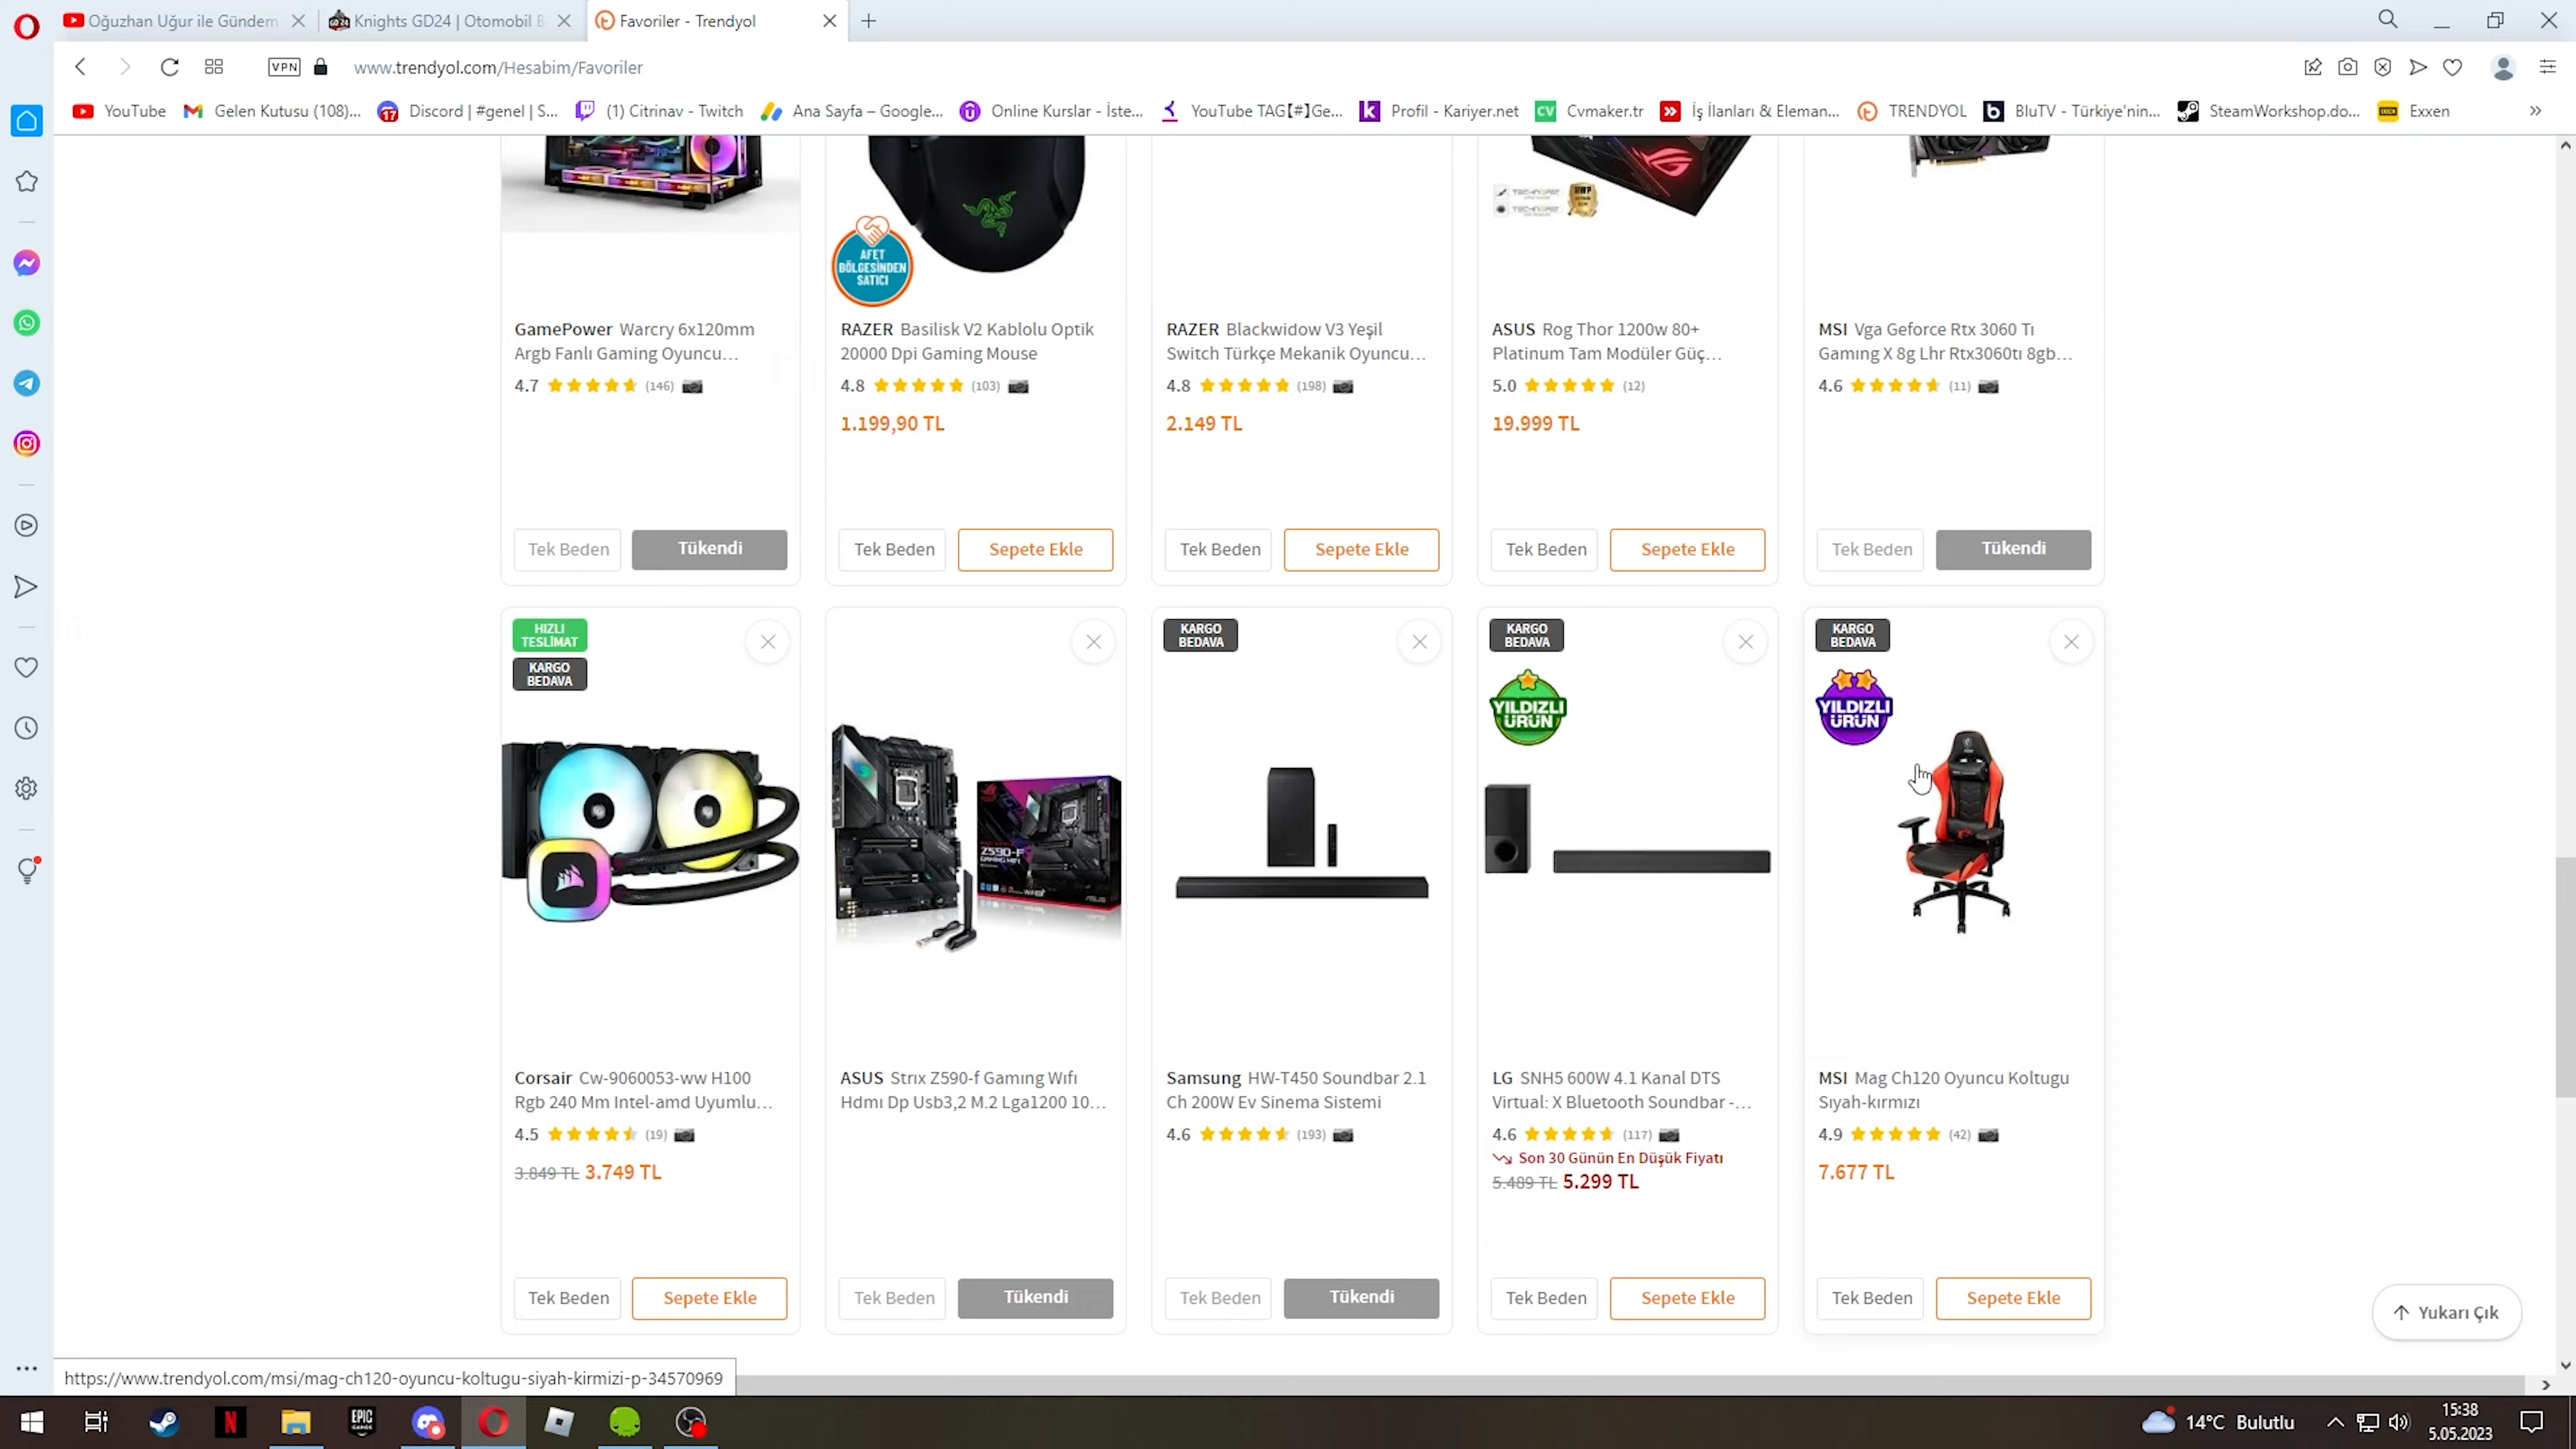 Oğuzhan Uğur ile Gündem
Knights GD24 | Otomobil B
Favoriler - Trendyol
VPN
www.trendyol.com/Hesabim/Favoriler
YouTube
Gelen Kutusu (108)...
17
Discord | #genel | S...
(1) Citrinav - Twitch
Ana Sayfa – Google...
Online Kurslar - İste...
YouTube TAG【#】Ge...
k
Profil - Kariyer.net
CV
Cvmaker.tr
İş İlanları & Eleman...
TRENDYOL
b
BluTV - Türkiye'nin...
SteamWorkshop.do...
EXXEN
Exxen
AFET
BÖLGESİNDEN
SATICI
GamePower Warcry 6x120mm
Argb Fanlı Gaming Oyuncu...
4.7 (146)
Tek Beden
Tükendi
RAZER Basilisk V2 Kablolu Optik
20000 Dpi Gaming Mouse
4.8 (103)
1.199,90 TL
Tek Beden
Sepete Ekle
RAZER Blackwidow V3 Yeşil
Switch Türkçe Mekanik Oyuncu...
4.8 (198)
2.149 TL
Tek Beden
Sepete Ekle
ASUS Rog Thor 1200w 80+
Platinum Tam Modüler Güç...
5.0 (12)
19.999 TL
Tek Beden
Sepete Ekle
MSI Vga Geforce Rtx 3060 Tı
Gamıng X 8g Lhr Rtx3060tı 8gb...
4.6 (11)
Tek Beden
Tükendi
HIZLI
TESLİMAT
KARGO
BEDAVA
Corsair Cw-9060053-ww H100
Rgb 240 Mm Intel-amd Uyumlu...
4.5 (19)
3.849 TL 3.749 TL
Tek Beden
Sepete Ekle
Z590-F
GAMING WIFI
ASUS Strıx Z590-f Gamıng Wıfı
Hdmı Dp Usb3,2 M.2 Lga1200 10...
Tek Beden
Tükendi
KARGO
BEDAVA
Samsung HW-T450 Soundbar 2.1
Ch 200W Ev Sinema Sistemi
4.6 (193)
Tek Beden
Tükendi
KARGO
BEDAVA
YILDIZLI
ÜRÜN
LG SNH5 600W 4.1 Kanal DTS
Virtual: X Bluetooth Soundbar -...
4.6 (117)
Son 30 Günün En Düşük Fiyatı
5.489 TL 5.299 TL
Tek Beden
Sepete Ekle
KARGO
BEDAVA
YILDIZLI
ÜRÜN
MSI Mag Ch120 Oyuncu Koltugu
Sıyah-kırmızı
4.9 (42)
7.677 TL
Tek Beden
Sepete Ekle
Yukarı Çık
https://www.trendyol.com/msi/mag-ch120-oyuncu-koltugu-siyah-kirmizi-p-34570969
N
EPIC
GAMES
14°C Bulutlu
15:38
5.05.2023